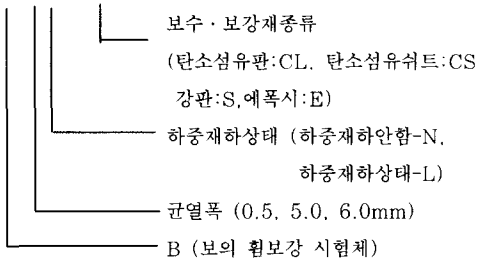 보수 · 보강재종류
(탄소섬유판:CL, 탄소섬유쉬트:CS
강판:S,에폭시:E)
하중재하상태 (하중재하안함-N,
하중재하상태-L)
균열폭 (0.5, 5.0, 6.0mm)
B (보의 휨보강 시험체)